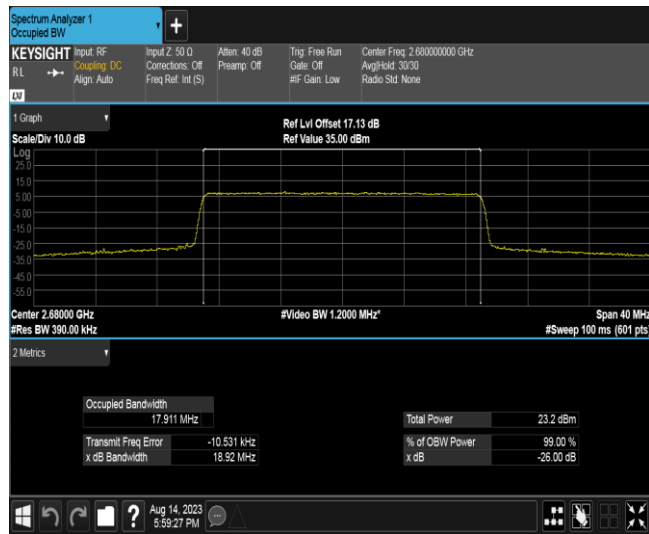 Spectrum Analyzer 1
Occupied BW
+
KEYSIGHT
RL
LXI
Input: RF
Coupling: DC
Align: Auto
Input Z: 50 Ω
Corrections: Off
Freq Ref: Int (S)
Atten: 40 dB
Preamp: Off
Trig: Free Run
Gate: Off
#IF Gain: Low
Center Freq: 2.680000000 GHz
Avg|Hold: 30/30
Radio Std: None
1 Graph
Scale/Div 10.0 dB
Ref Lvl Offset 17.13 dB
Ref Value 35.00 dBm
Log
25.0
15.0
5.00
-5.00
-15.0
-25.0
-35.0
-45.0
-55.0
Center 2.68000 GHz
#Res BW 390.00 kHz
#Video BW 1.2000 MHz*
Span 40 MHz
#Sweep 100 ms (601 pts)
2 Metrics
Occupied Bandwidth
17.911 MHz
Transmit Freq Error -10.531 kHz
x dB Bandwidth 18.92 MHz
Total Power 23.2 dBm
% of OBW Power 99.00 %
x dB -26.00 dB
?
Aug 14, 2023
5:59:27 PM